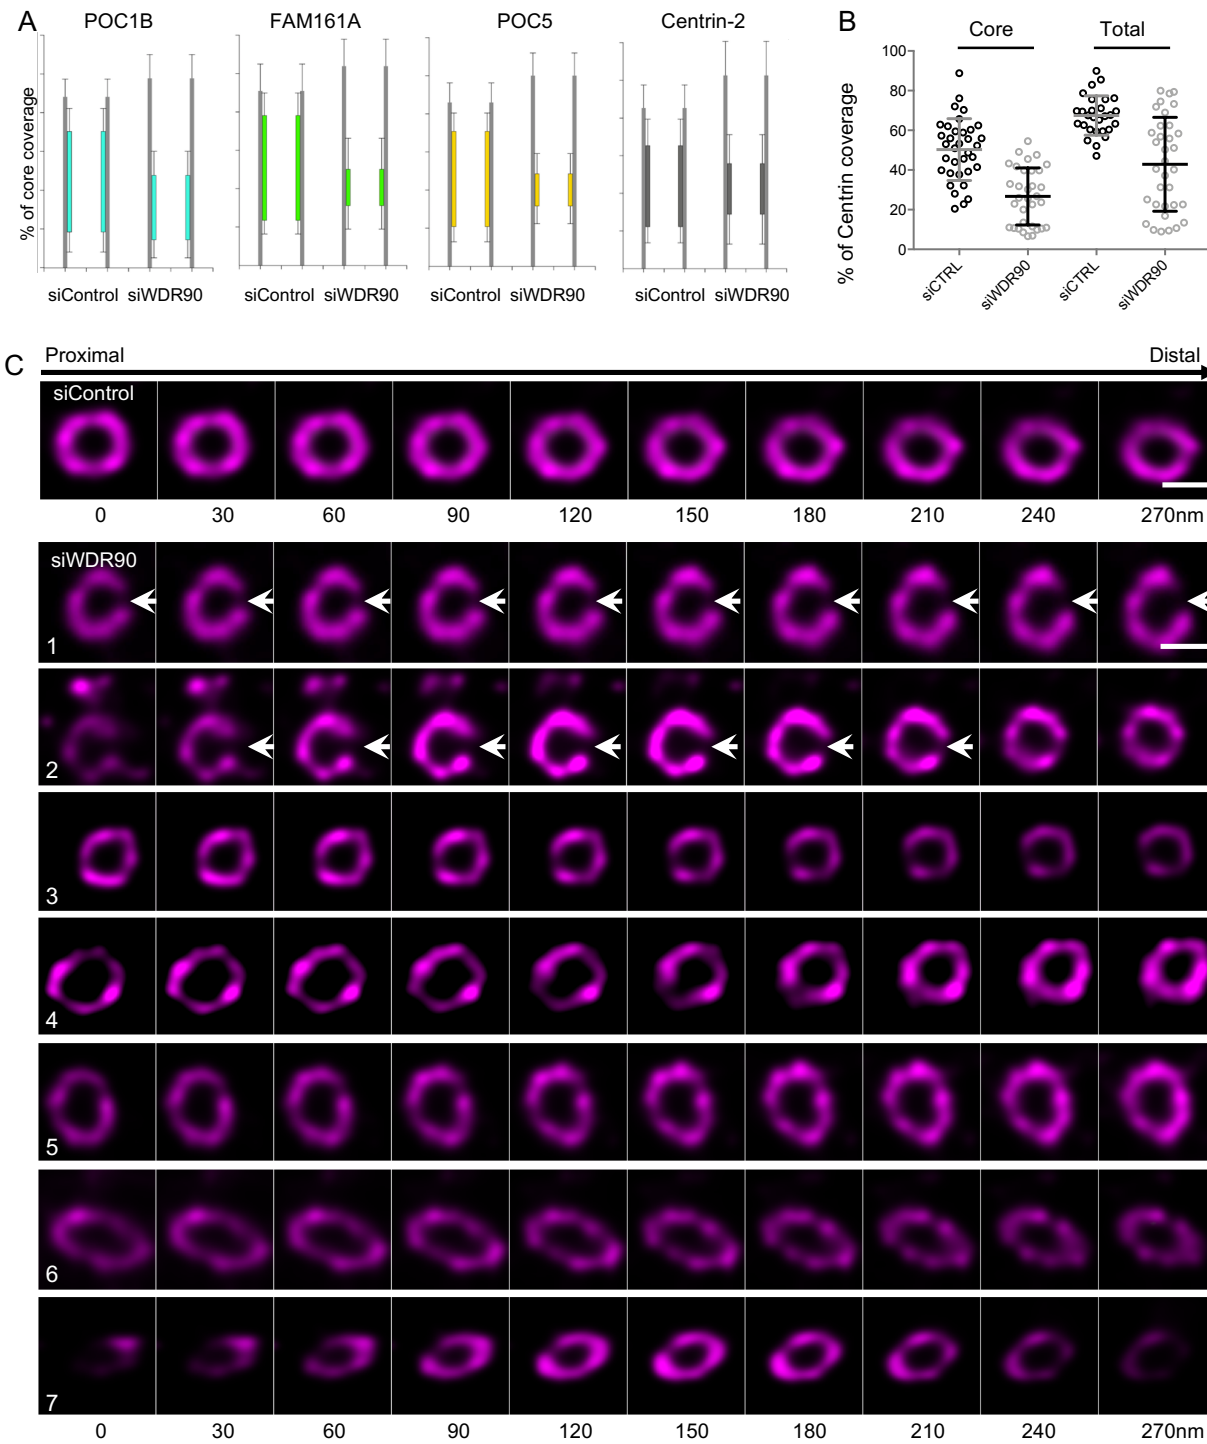 A
POC1B
FAM161A
POC5
Centrin-2
% of core coverage
siControl siWDR90
siControl siWDR90
siControl siWDR90
siControl siWDR90
B
Core
Total
% of Centrin coverage
100
80
60
40
20
0
siCTRL
siWDR90
siCTRL
siWDR90
C
Proximal
Distal
siControl
0 30 60 90 120 150 180 210 240 270nm
siWDR90
1
2
3
4
5
6
7
0 30 60 90 120 150 180 210 240 270nm